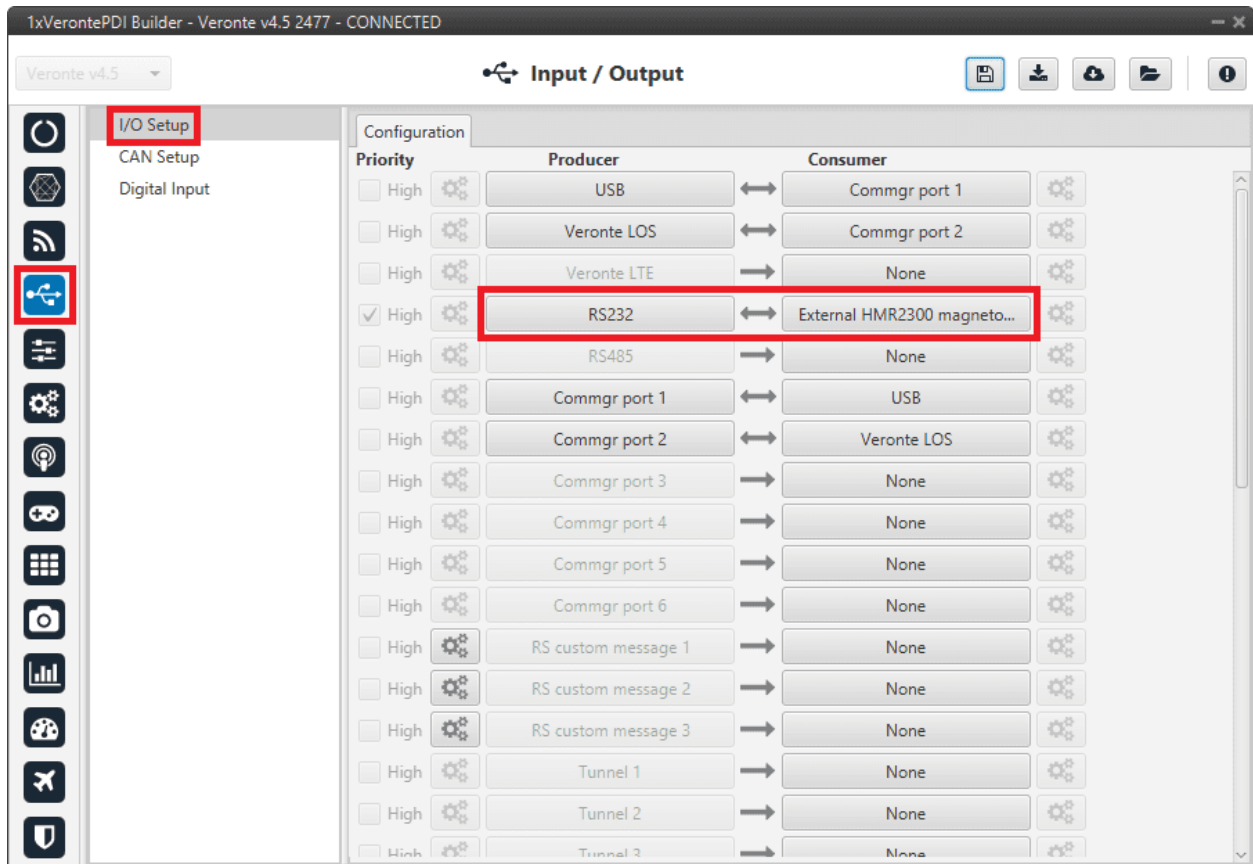 1xVerontePDI Builder - Veronte v4.5 2477 - CONNECTED
Veronte v4.5
Input / Output
I/O Setup
CAN Setup
Digital Input
Configuration
Priority Producer Consumer
High USB Commgr port 1
High Veronte LOS Commgr port 2
High Veronte LTE None
High RS232 External HMR2300 magneto...
High RS485 None
High Commgr port 1 USB
High Commgr port 2 Veronte LOS
High Commgr port 3 None
High Commgr port 4 None
High Commgr port 5 None
High Commgr port 6 None
High RS custom message 1 None
High RS custom message 2 None
High RS custom message 3 None
High Tunnel 1 None
High Tunnel 2 None
High Tunnel 3 None